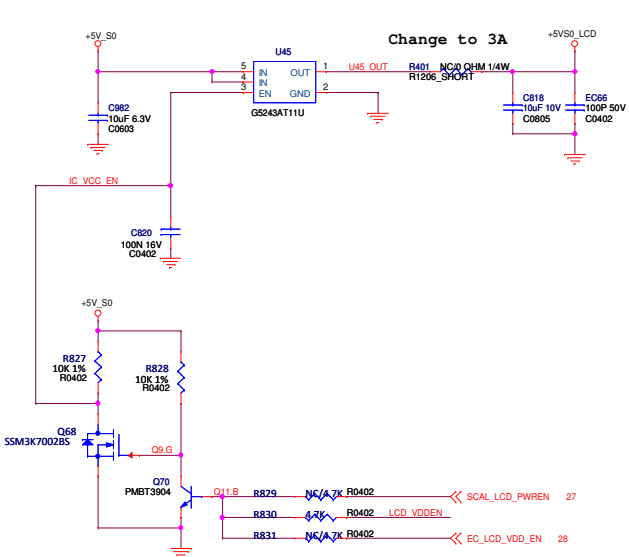 Change to 3A
+5V_S0
U45
+5VS0_LCD
5 IN OUT 1 U45_OUT R401 NC/0 OHM 1/4W
4 IN R1206_SHORT
3 EN GND 2
G5243AT11U
C982
10uF 6.3V
C0603
C818
10uF 10V
C0805
EC66
100P 50V
C0402
IC_VCC_EN
C820
100N 16V
C0402
+5V_S0
R827
10K 1%
R0402
R828
10K 1%
R0402
Q68
SSM3K7002BS
Q9.G
Q70
PMBT3904
Q11.B
R829 NC/4.7K R0402 SCAL_LCD_PWREN 27
R830 4.7K R0402 LCD_VDDEN
R831 NC/4.7K R0402 EC_LCD_VDD_EN 28